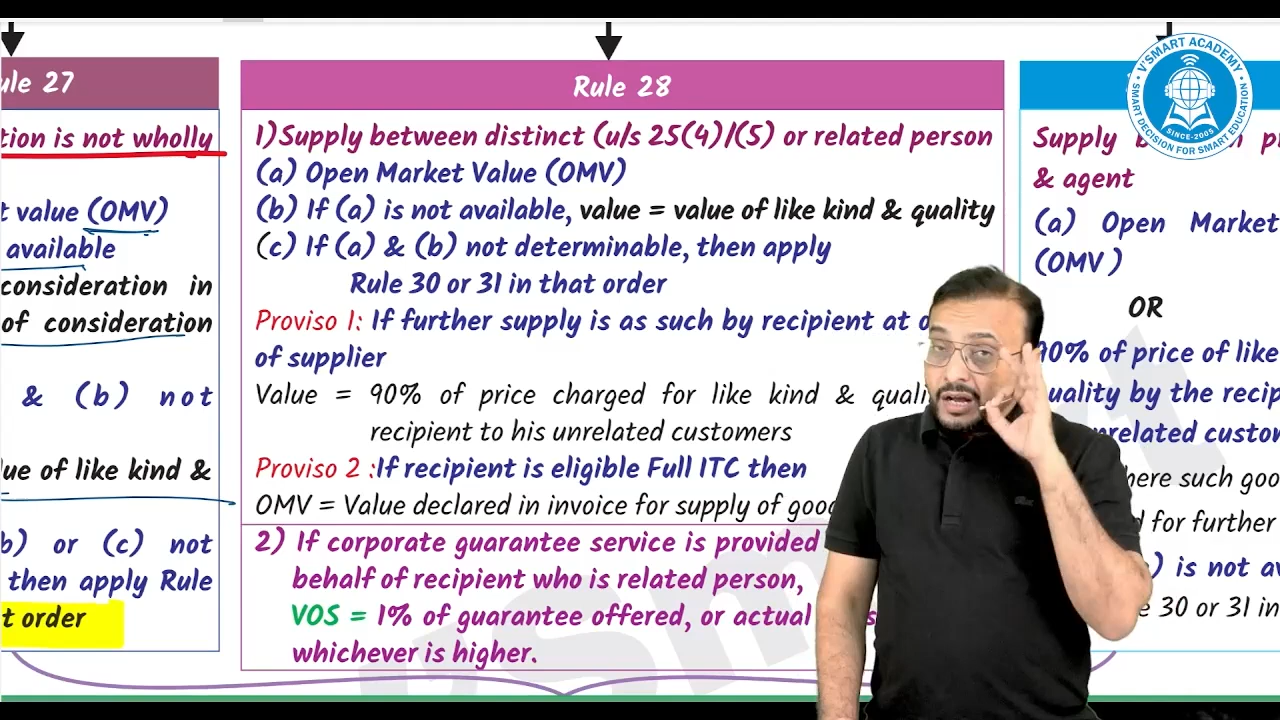 ule 27
tion is not wholly
t value (OMV)
available
consideration in
of consideration
& (b) not
ue of like kind &
b) or (c) not
then apply Rule
t order
Rule 28
1)Supply between distinct (u/s 25(4)/(5) or related person
(a) Open Market Value (OMV)
(b) If (a) is not available, value = value of like kind & quality
(c) If (a) & (b) not determinable, then apply
Rule 30 or 31 in that order
Proviso 1: If further supply is as such by recipient at
of supplier
Value = 90% of price charged for like kind & quali
recipient to his unrelated customers
Proviso 2 :If recipient is eligible Full ITC then
OMV = Value declared in invoice for supply of good
2) If corporate guarantee service is provided
behalf of recipient who is related person,
VOS = 1% of guarantee offered, or actual
whichever is higher.
Supply
& agent
(a) Open Market
(OMV)
OR
90% of price of like
uality by the recip
nrelated custom
here such goo
d for further
) is not av
30 or 31 in
V'SMART ACADEMY
SMART DECISION FOR SMART EDUCATION
SINCE-2005